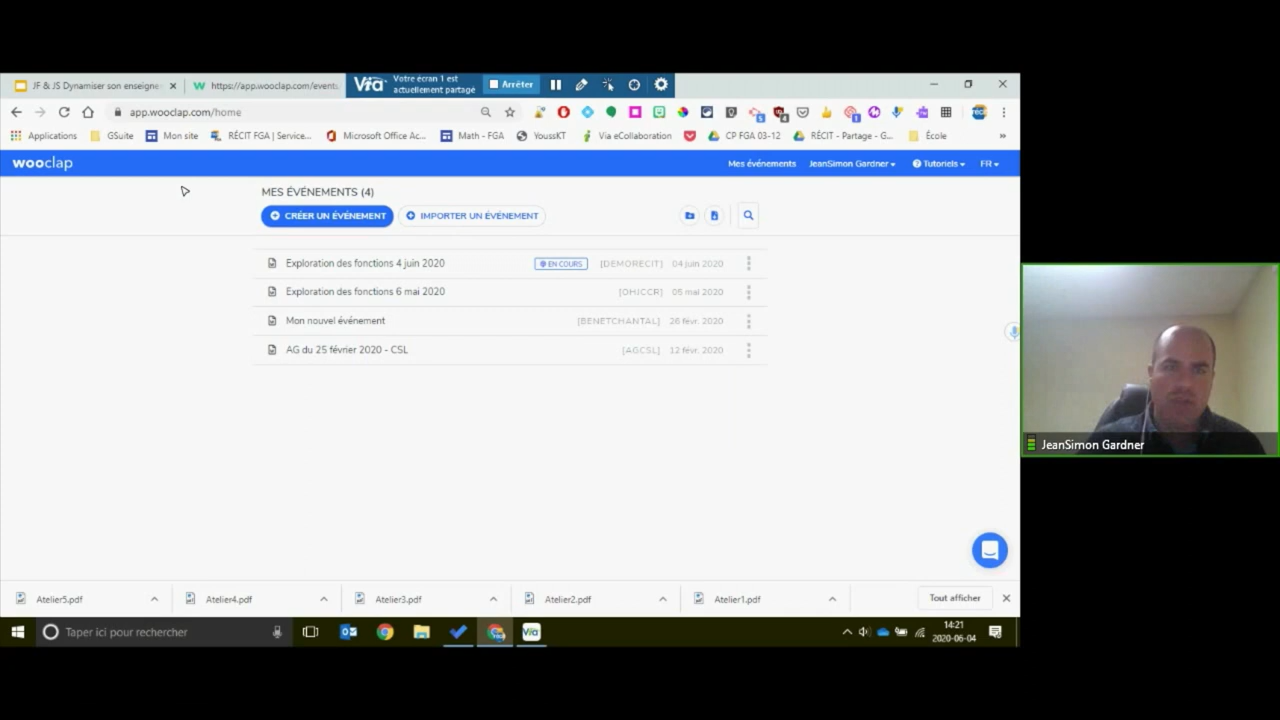 JF & JS Dynamiser son enseigne
https://app.wooclap.com/event
Via
Votre écran 1 est
actuellement partagé
Arrêter
app.wooclap.com/home
Applications
GSuite
Mon site
RÉCIT FGA | Service...
Microsoft Office Ac...
Math - FGA
YoussKT
Via eCollaboration
CP FGA 03-12
RÉCIT - Partage - G...
École
wooclap
Mes événements
JeanSimon Gardner
Tutoriels
FR
MES ÉVÉNEMENTS (4)
CRÉER UN ÉVÉNEMENT
IMPORTER UN ÉVÉNEMENT
Exploration des fonctions 4 juin 2020
EN COURS
[DEMORECIT]
04 juin 2020
Exploration des fonctions 6 mai 2020
05 mai 2020
Mon nouvel événement
[BENETCHANTAL]
26 févr. 2020
AG du 25 février 2020 - CSL
[AGCSL]
12 févr. 2020
JeanSimon Gardner
Atelier5.pdf
Atelier4.pdf
Atelier3.pdf
Atelier2.pdf
Atelier1.pdf
Tout afficher
Taper ici pour rechercher
14:21
2020-06-04